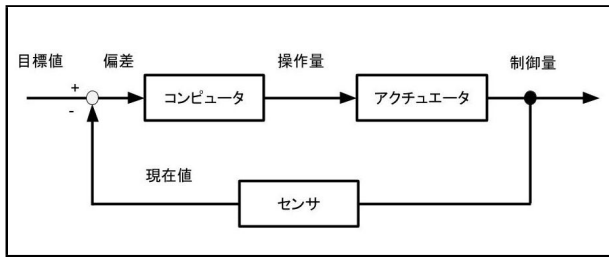 目標値
偏差
操作量
制御量
+
-
コンピュータ
アクチュエータ
現在値
センサ